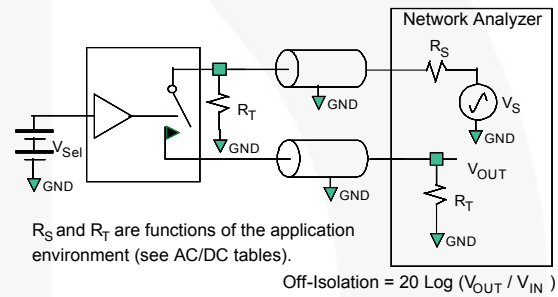 Network Analyzer
R_S
V_S
GND
GND
R_T
GND
V_Sel
GND
GND
V_OUT
R_T
GND
R_S and R_T are functions of the application
environment (see AC/DC tables).
Off-Isolation = 20 Log (V_OUT / V_IN )